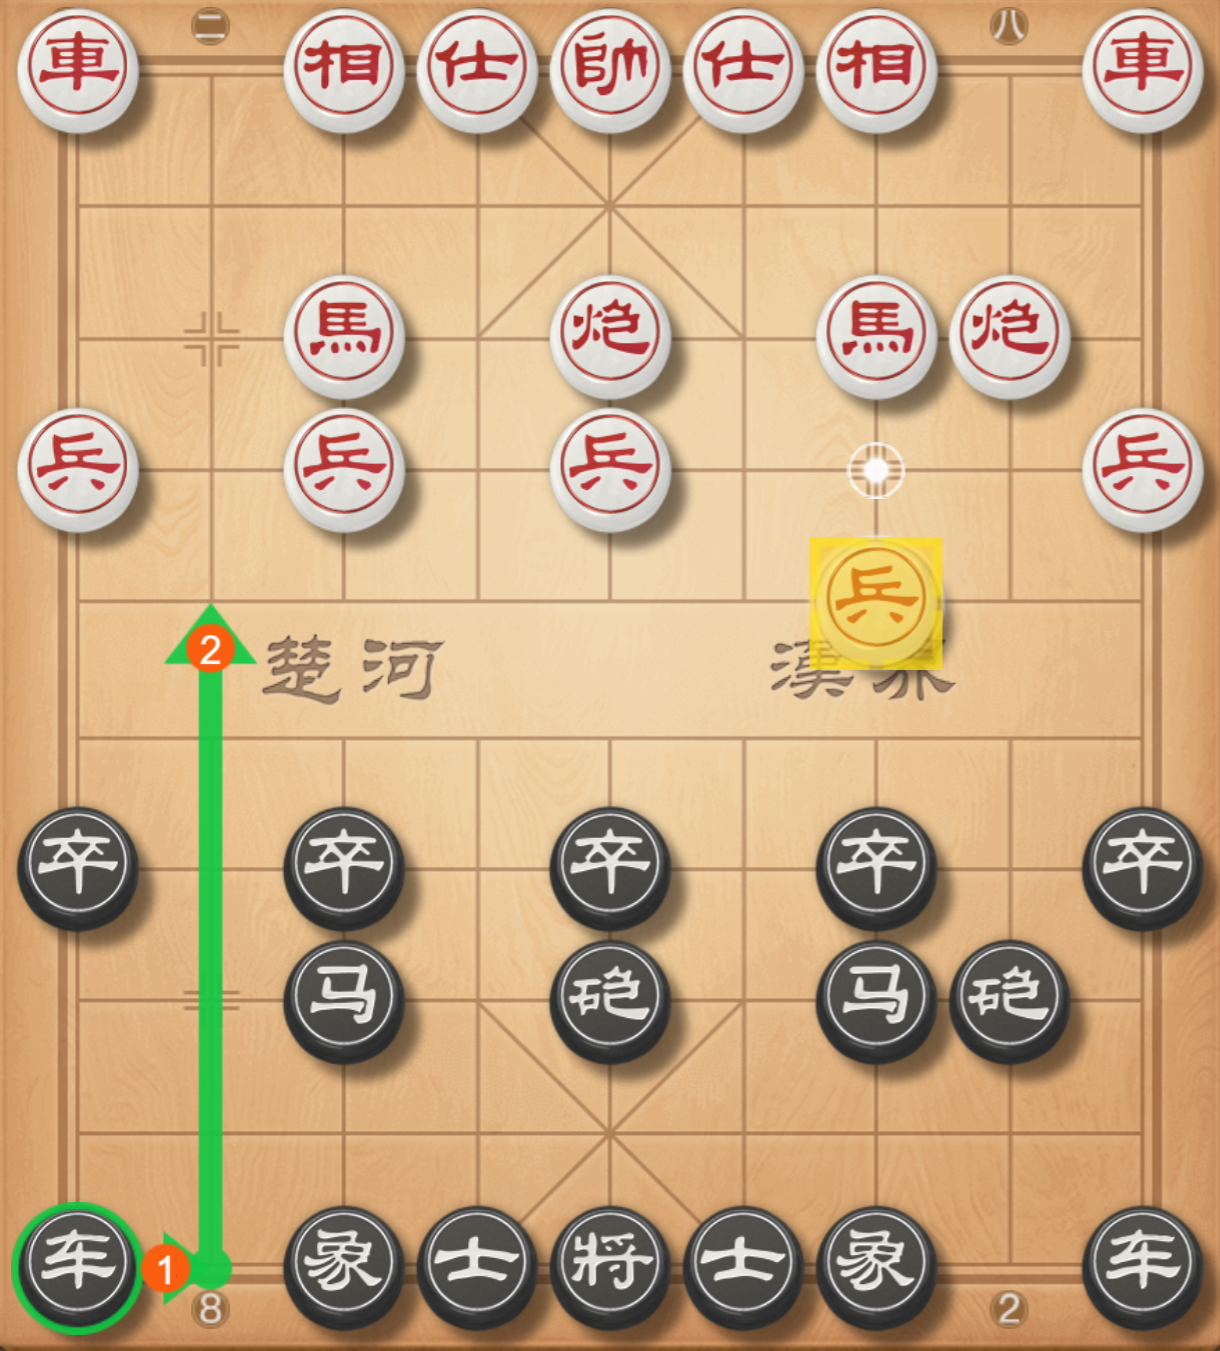 二 八
車 相 仕 帥 仕 相 車
馬 炮 馬 炮
兵 兵 兵 兵
兵
2 楚河 漢界
卒 卒 卒 卒 卒
马 砲 马 砲
车 1 象 士 將 士 象 车
8 2